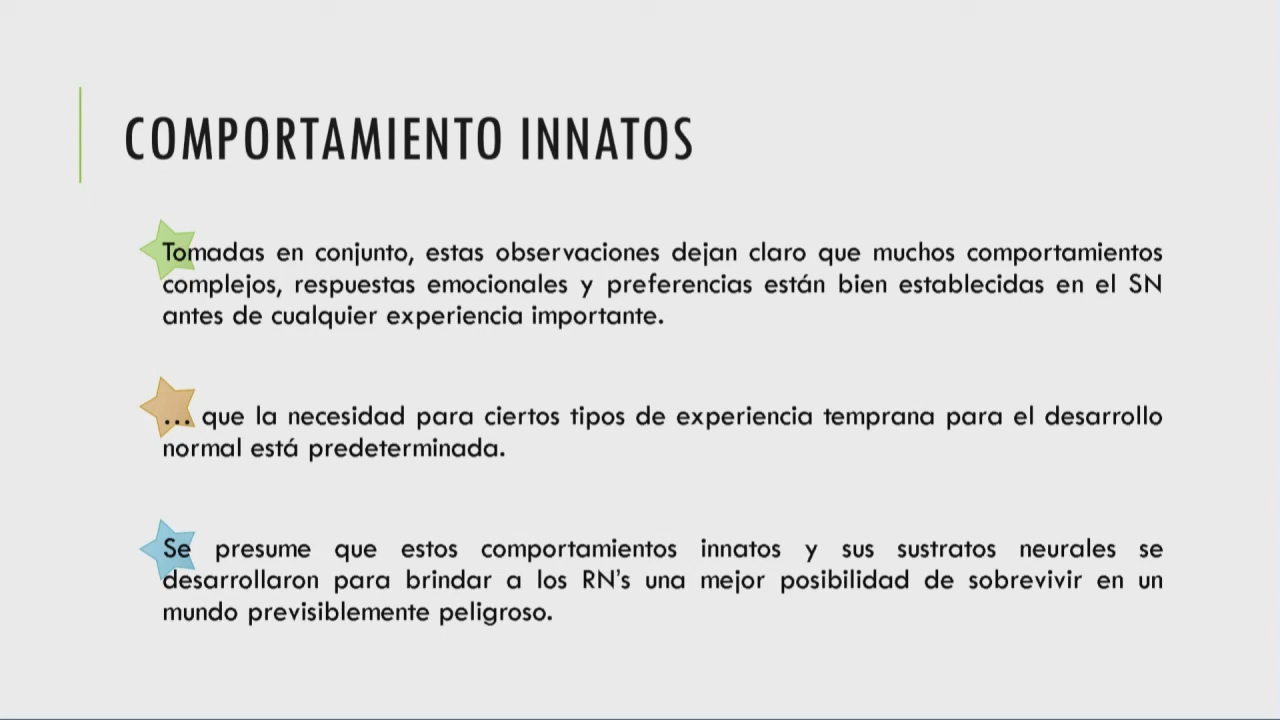 COMPORTAMIENTO INNATOS
Tomadas en conjunto, estas observaciones dejan claro que muchos comportamientos
complejos, respuestas emocionales y preferencias están bien establecidas en el SN
antes de cualquier experiencia importante.
... que la necesidad para ciertos tipos de experiencia temprana para el desarrollo
normal está predeterminada.
Se presume que estos comportamientos innatos y sus sustratos neurales se
desarrollaron para brindar a los RN's una mejor posibilidad de sobrevivir en un
mundo previsiblemente peligroso.